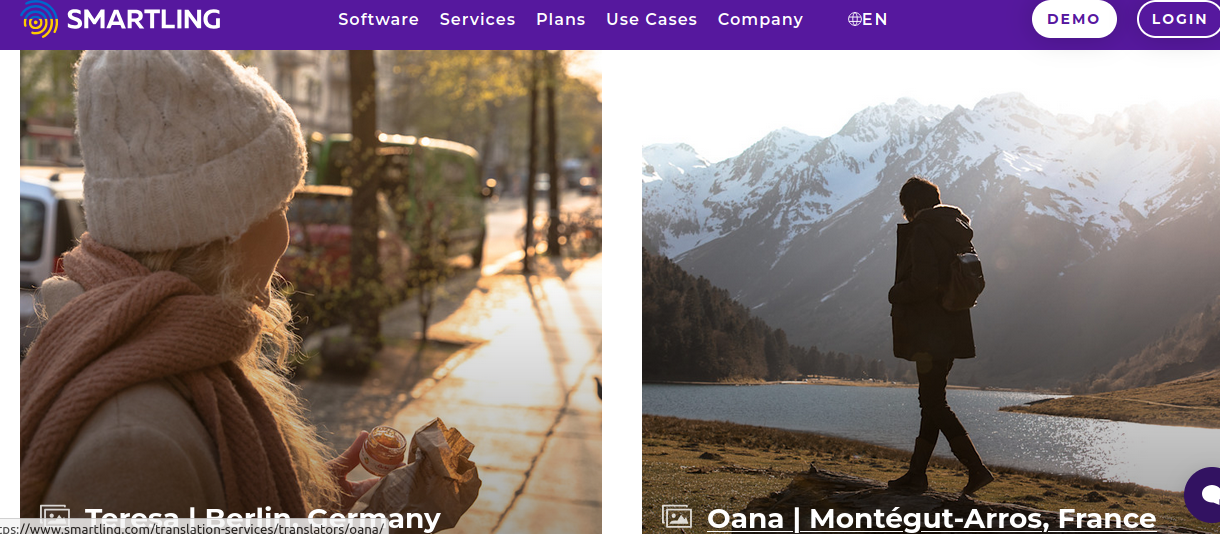 SMARTLING Software Services Plans Use Cases Company EN DEMO LOGIN
Teresa | Berlin, Germany
Oana | Montégut-Arros, France
ps://www.smartling.com/translation-services/translators/oana/